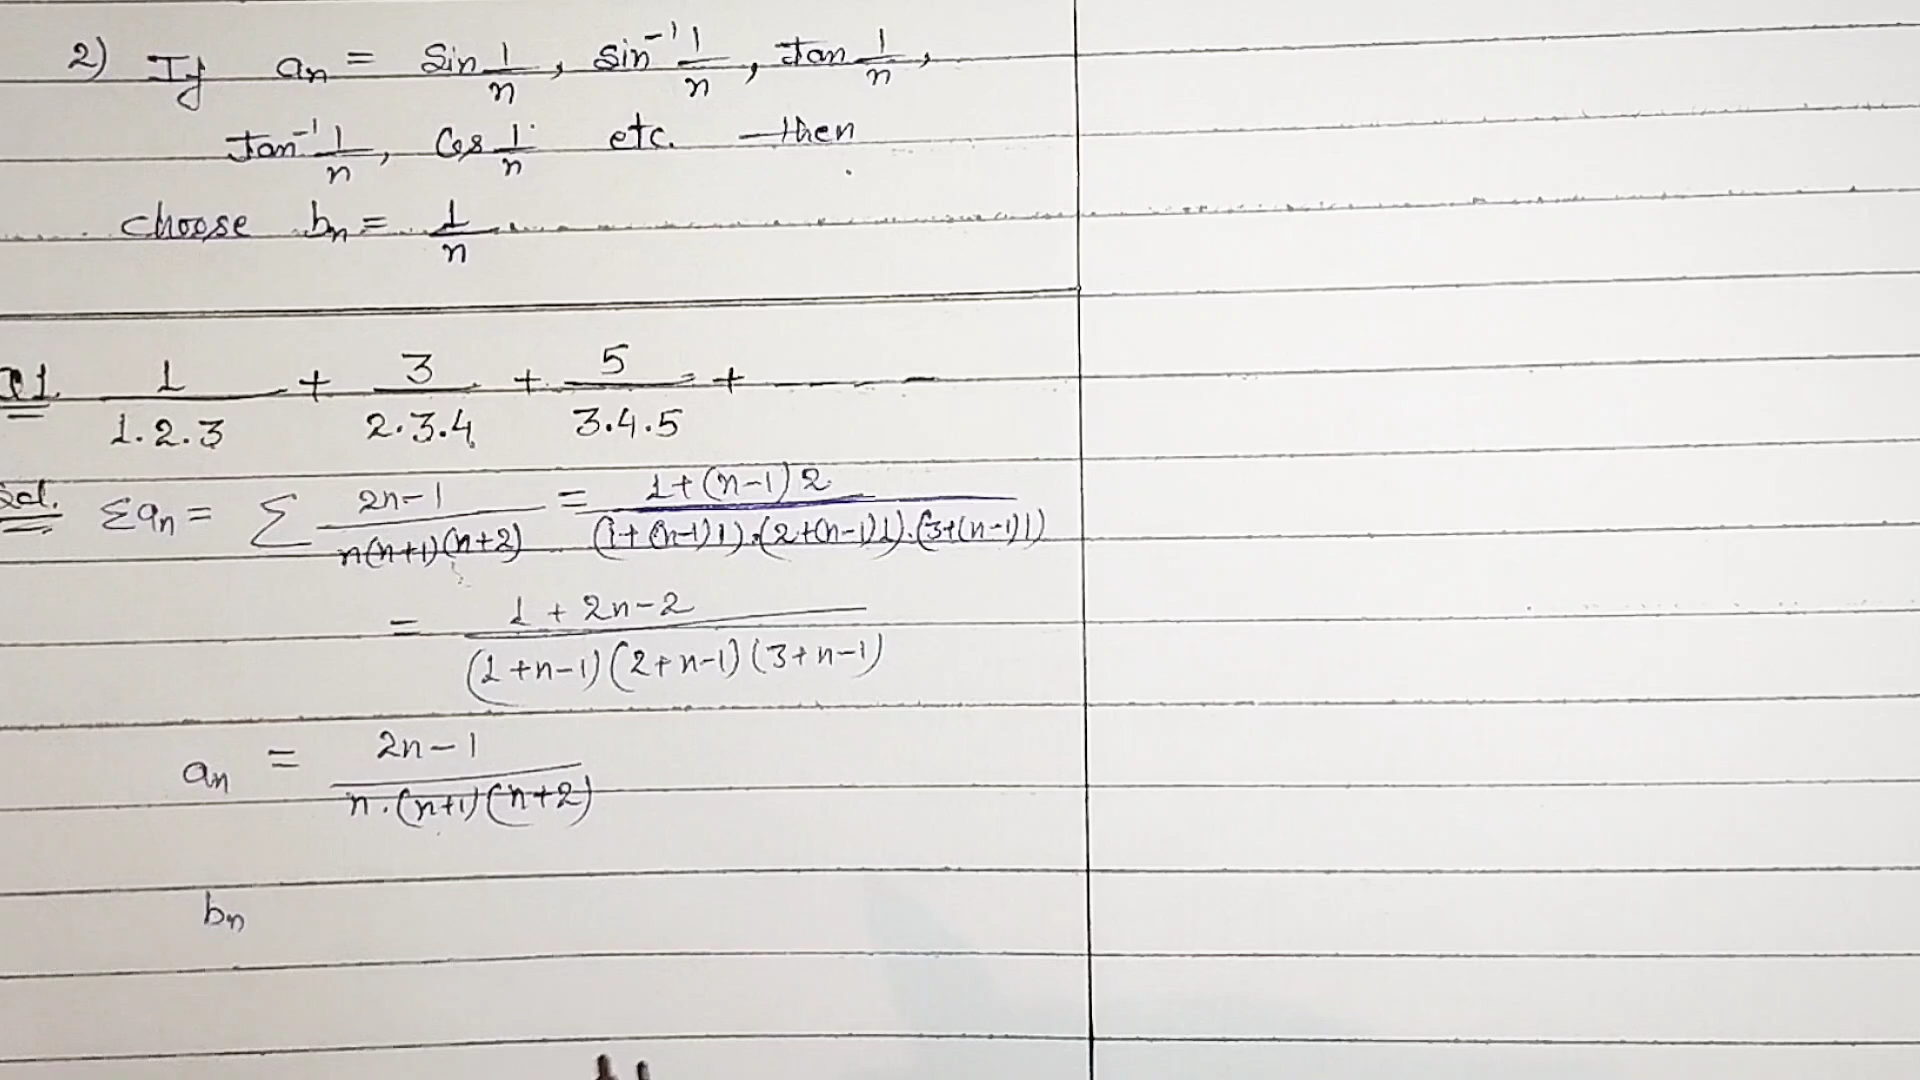 2) If an = Sin 1/n, Sin⁻¹ 1/n, Tan 1/n,
Tan⁻¹ 1/n, Cos 1/n etc. then
choose bn = 1/n
Q1. 1/1.2.3 + 3/2.3.4 + 5/3.4.5 + - - - -
Sol. Σan = Σ 2n-1/n(n+1)(n+2) = 1+(n-1)2/(1+(n-1)1).(2+(n-1)1).(3+(n-1)1)
= 1+2n-2/(1+n-1)(2+n-1)(3+n-1)
an = 2n-1/n.(n+1)(n+2)
bn